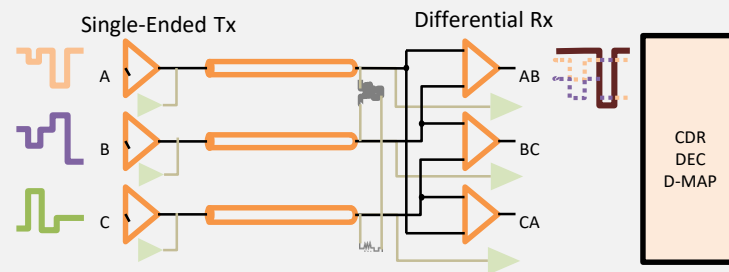 Single-Ended Tx
Differential Rx
A
AB
B
BC
C
CA
CDR
DEC
D-MAP